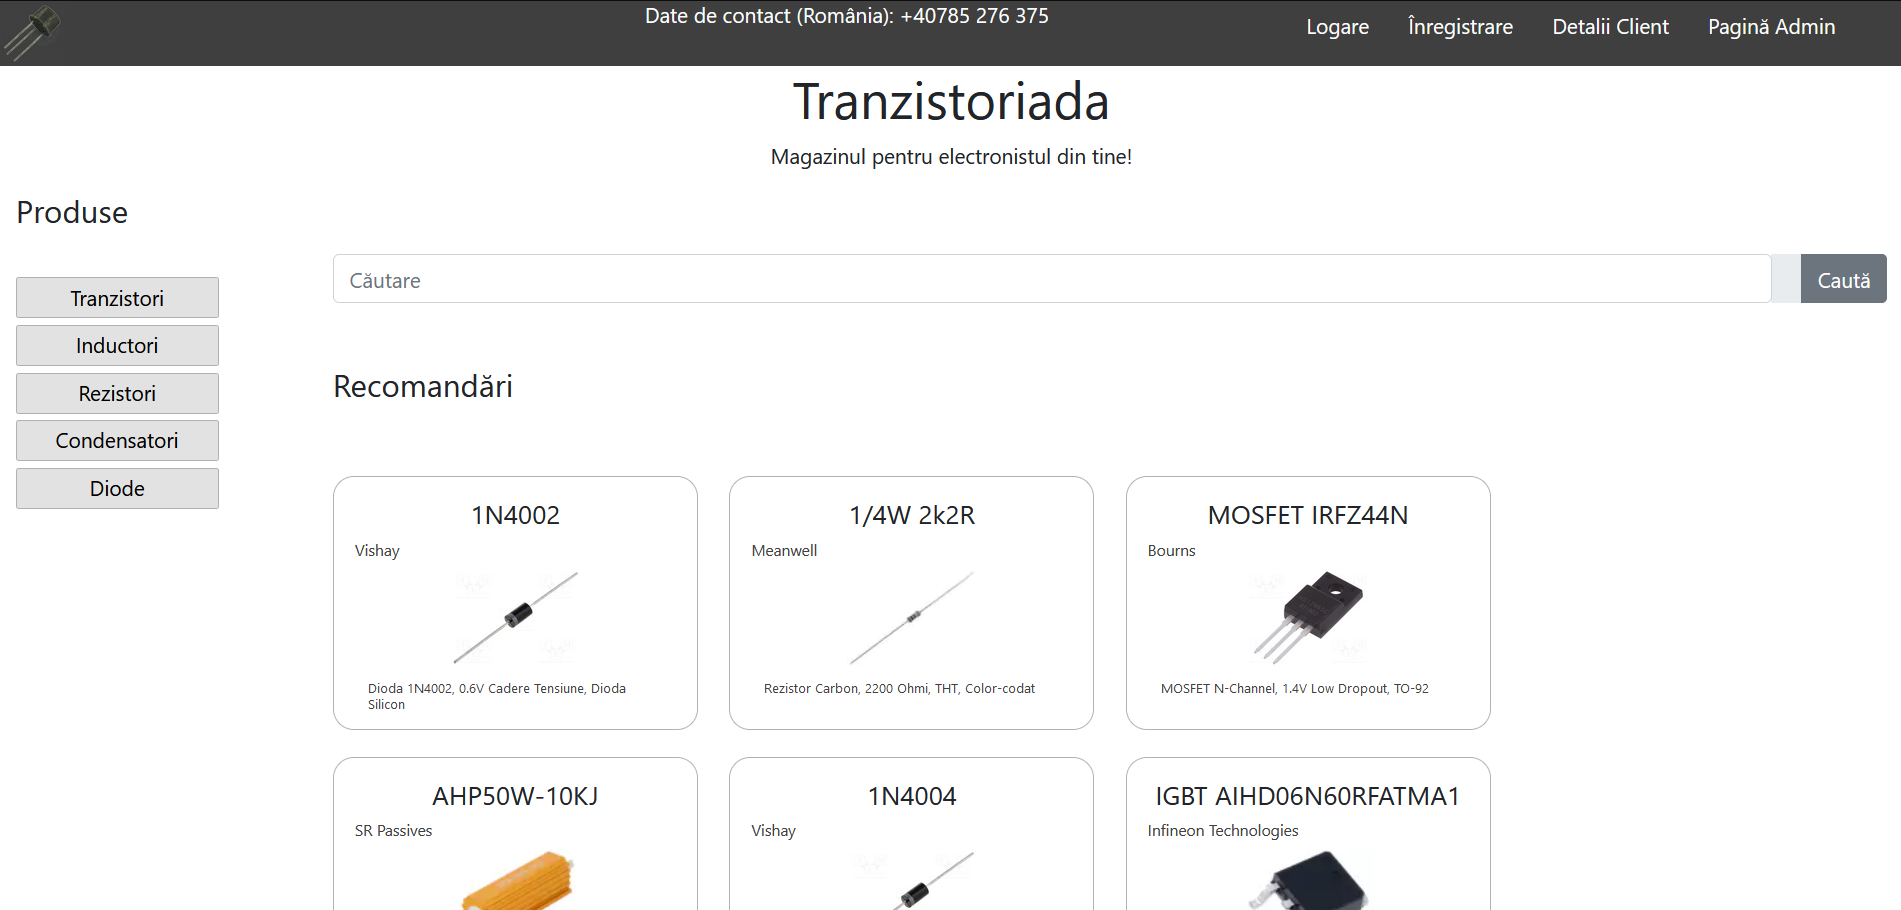 Date de contact (România): +40785 276 375
Logare
Înregistrare
Detalii Client
Pagină Admin
Tranzistoriada
Magazinul pentru electronistul din tine!
Produse
Tranzistori
Inductori
Rezistori
Condensatori
Diode
Căutare
Caută
Recomandări
1N4002
Vishay
Dioda 1N4002, 0.6V Cadere Tensiune, Dioda
Silicon
1/4W 2k2R
Meanwell
Rezistor Carbon, 2200 Ohmi, THT, Color-codat
MOSFET IRFZ44N
Bourns
MOSFET N-Channel, 1.4V Low Dropout, TO-92
AHP50W-10KJ
SR Passives
1N4004
Vishay
IGBT AIHD06N60RFATMA1
Infineon Technologies